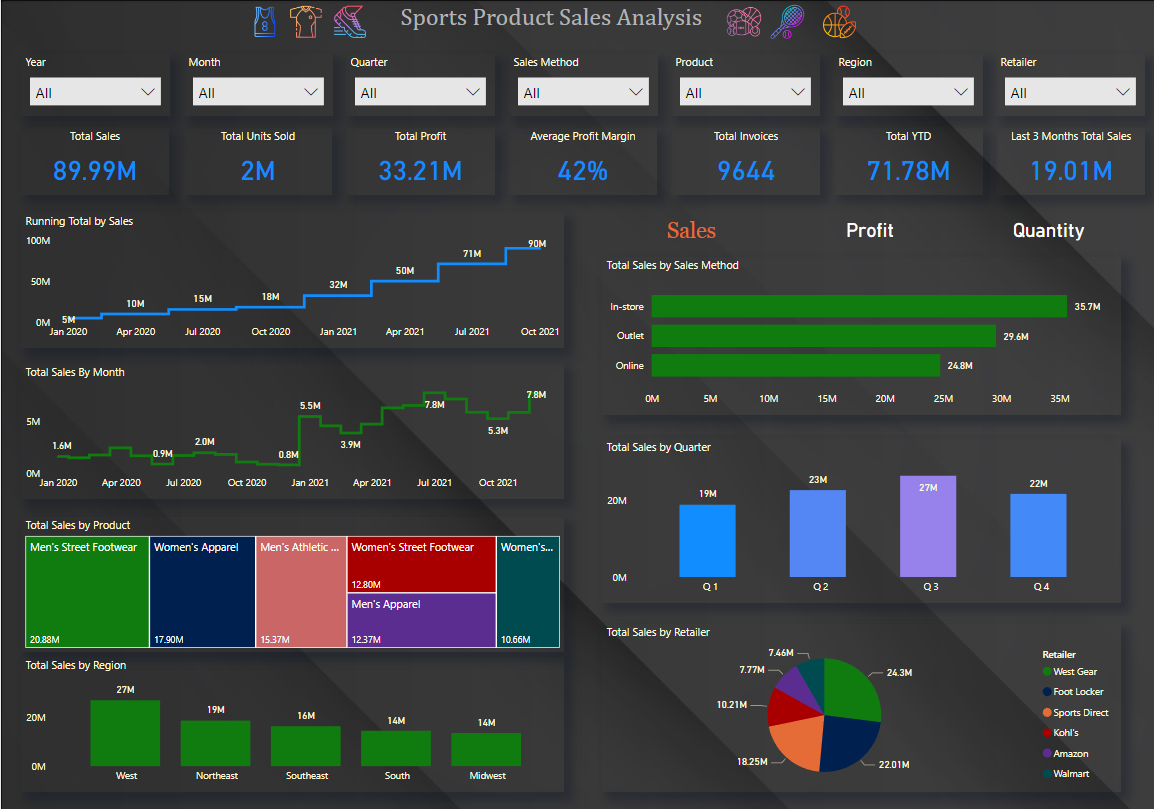 Sports Product Sales Analysis
Year Month Quarter Sales Method Product Region Retailer
All All All All All All All
Total Sales Total Units Sold Total Profit Average Profit Margin Total Invoices Total YTD Last 3 Months Total Sales
89.99M 2M 33.21M 42% 9644 71.78M 19.01M
Running Total by Sales
100M
50M
0M
5M 10M 15M 18M 32M 50M 71M 90M
Jan 2020 Apr 2020 Jul 2020 Oct 2020 Jan 2021 Apr 2021 Jul 2021 Oct 2021
Total Sales By Month
5M
0M
1.6M 0.9M 2.0M 0.8M 5.5M 3.9M 7.8M 5.3M 7.8M
Jan 2020 Apr 2020 Jul 2020 Oct 2020 Jan 2021 Apr 2021 Jul 2021 Oct 2021
Total Sales by Product
Men's Street Footwear Women's Apparel Men's Athletic ... Women's Street Footwear Women's...
12.80M
Men's Apparel
20.88M 17.90M 15.37M 12.37M 10.66M
Total Sales by Region
20M
0M
27M 19M 16M 14M 14M
West Northeast Southeast South Midwest
Sales Profit Quantity
Total Sales by Sales Method
In-store 35.7M
Outlet 29.6M
Online 24.8M
0M 5M 10M 15M 20M 25M 30M 35M
Total Sales by Quarter
20M
0M
19M 23M 27M 22M
Q 1 Q 2 Q 3 Q 4
Total Sales by Retailer
7.46M
7.77M 24.3M
10.21M
18.25M 22.01M
Retailer
West Gear
Foot Locker
Sports Direct
Kohl's
Amazon
Walmart